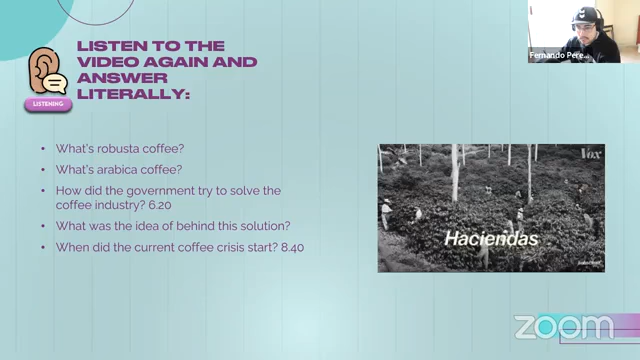 LISTEN TO THE
VIDEO AGAIN AND
ANSWER
LITERALLY:
LISTENING
• What's robusta coffee?
• What's arabica coffee?
• How did the government try to solve the
coffee industry? 6.20
• What was the idea of behind this solution?
• When did the current coffee crisis start? 8.40
Fernando Pere...
Vox
Haciendas
zoom